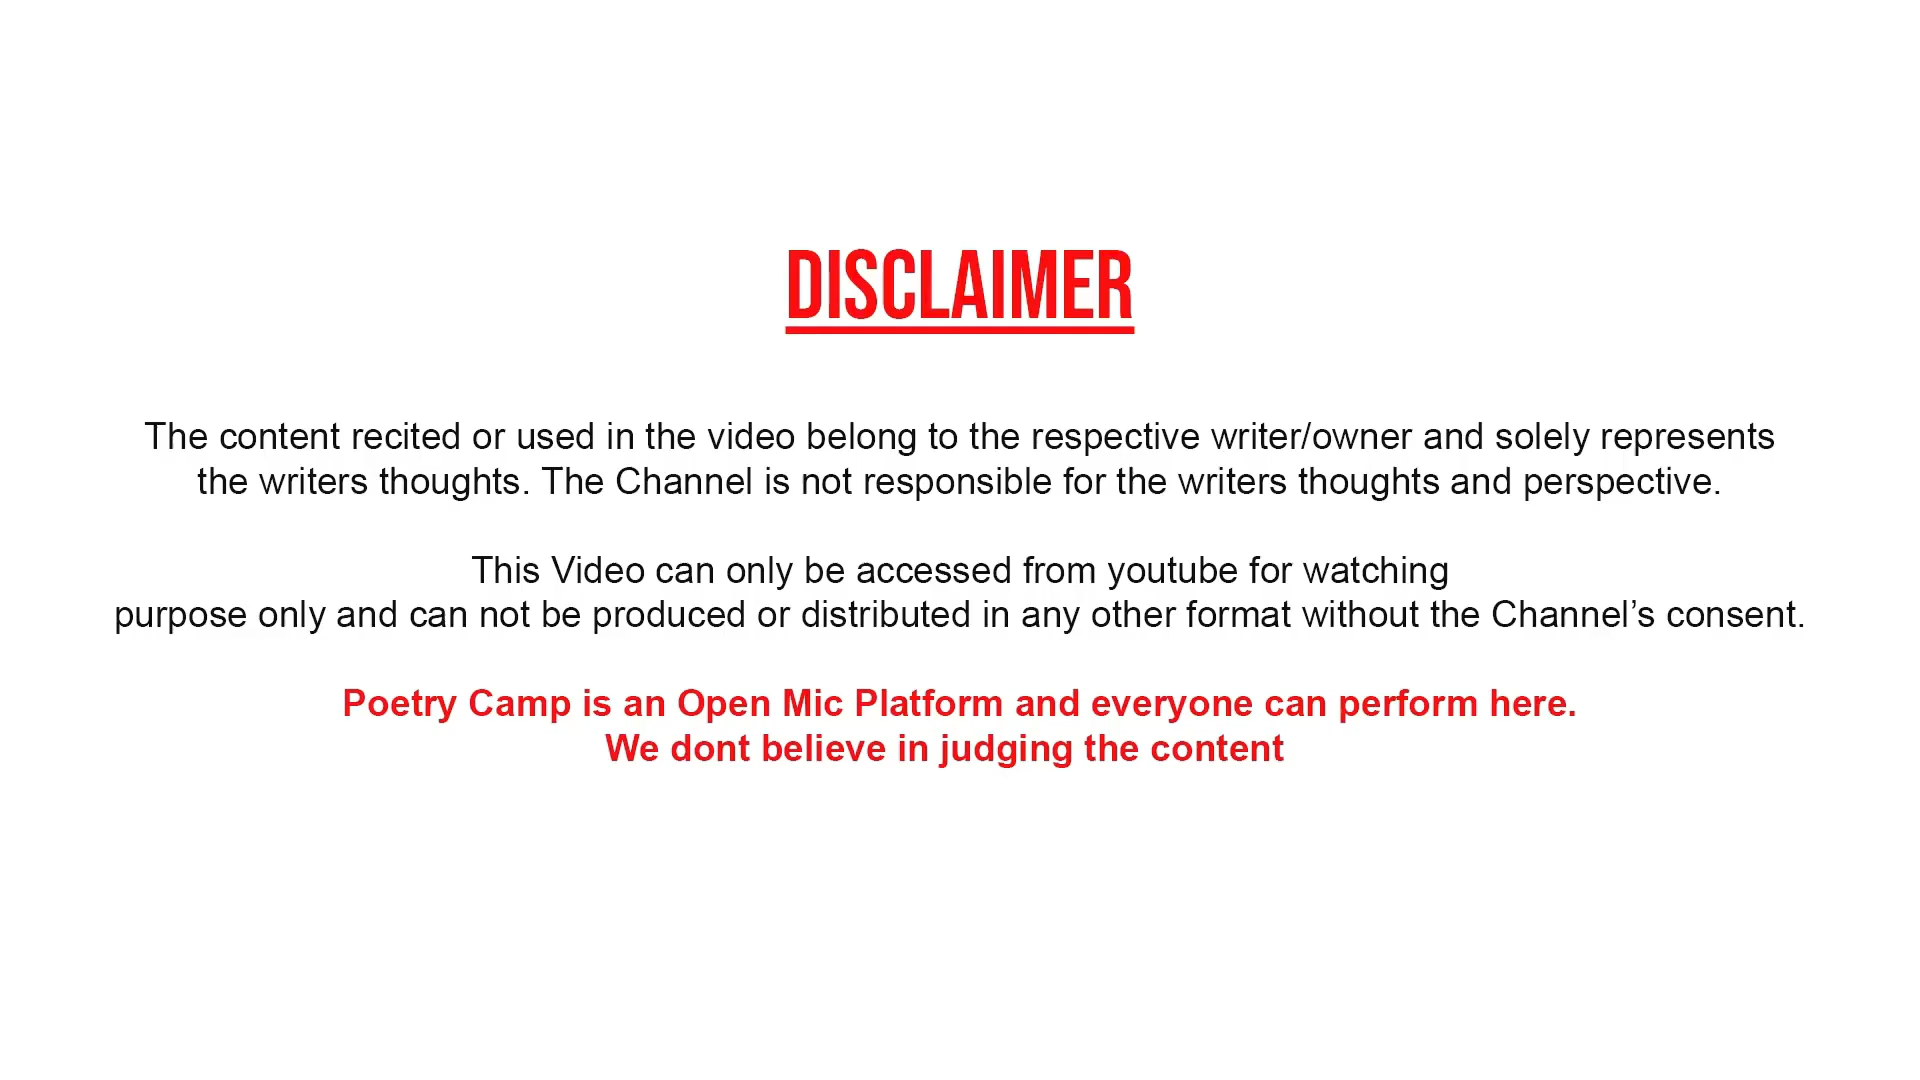 DISCLAIMER
The content recited or used in the video belong to the respective writer/owner and solely represents
the writers thoughts. The Channel is not responsible for the writers thoughts and perspective.
This Video can only be accessed from youtube for watching
purpose only and can not be produced or distributed in any other format without the Channel’s consent.
Poetry Camp is an Open Mic Platform and everyone can perform here.
We dont believe in judging the content